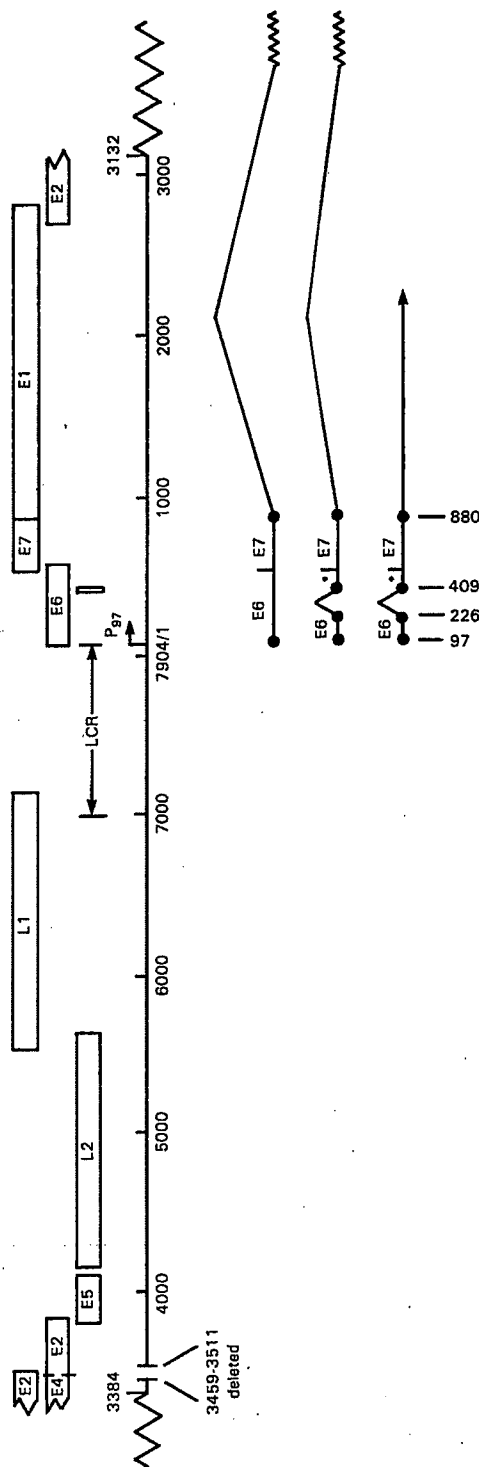 E2 L1 E7 E1
E4 E2 E6 E2
E5 L2 LCR
P97
3384 3132
4000 5000 6000 7000 7904/1 1000 2000 3000
3459-3511
deleted
E6 E7
E6 * E7
E6 * E7
97 226 409 880